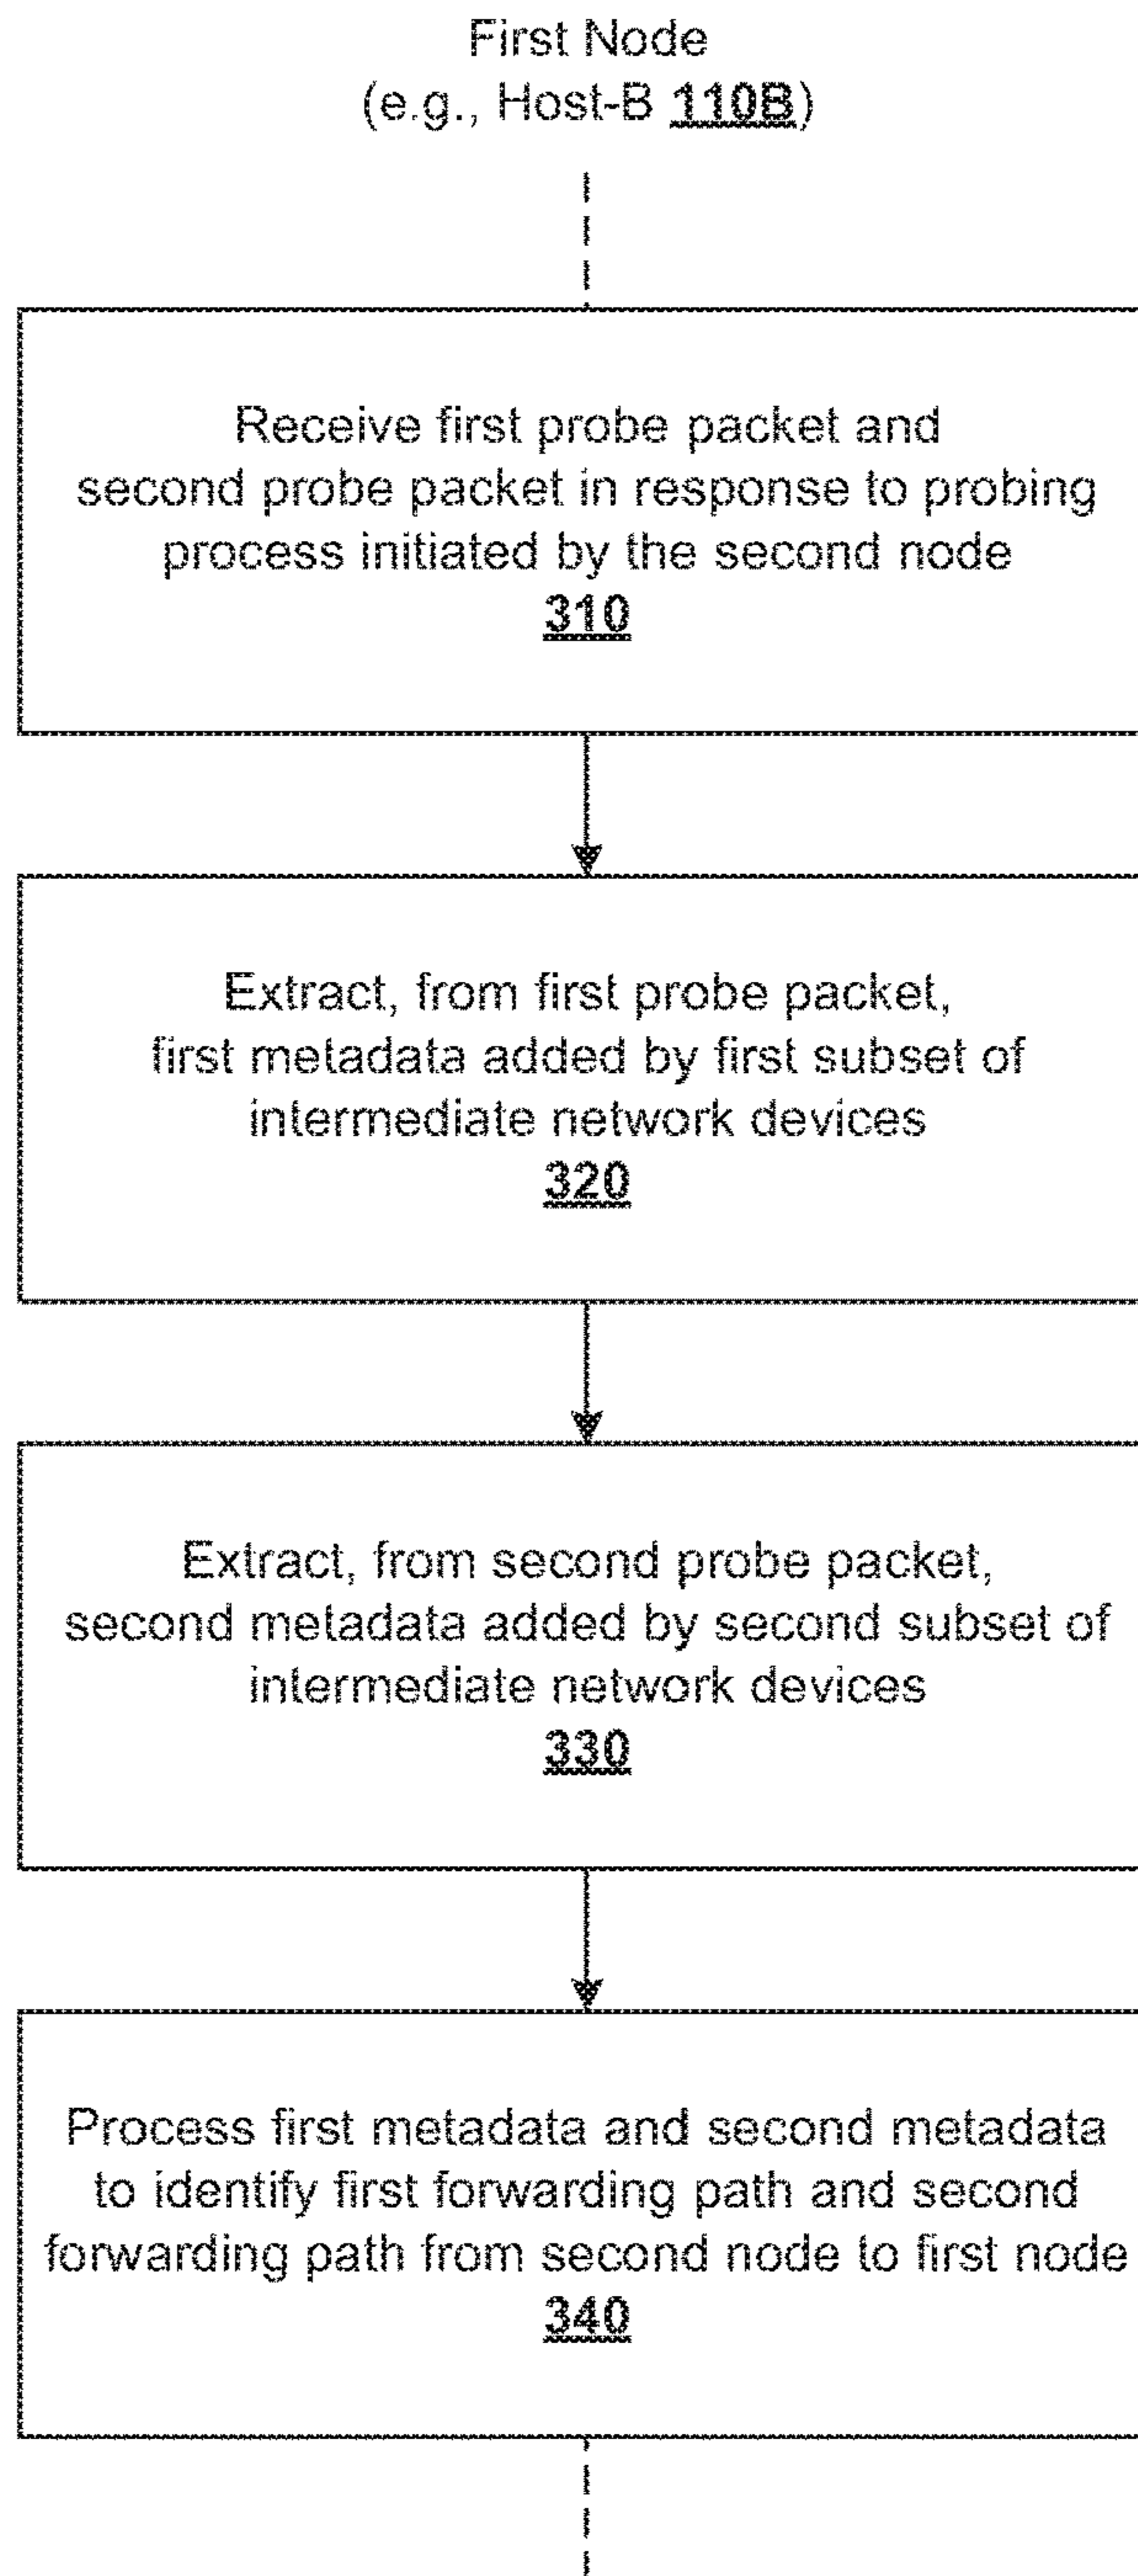 First Node
(e.g., Host-B 110B)
Receive first probe packet and
second probe packet in response to probing
process initiated by the second node
310
Extract, from first probe packet,
first metadata added by first subset of
intermediate network devices
320
Extract, from second probe packet,
second metadata added by second subset of
intermediate network devices
330
Process first metadata and second metadata
to identify first forwarding path and second
forwarding path from second node to first node
340